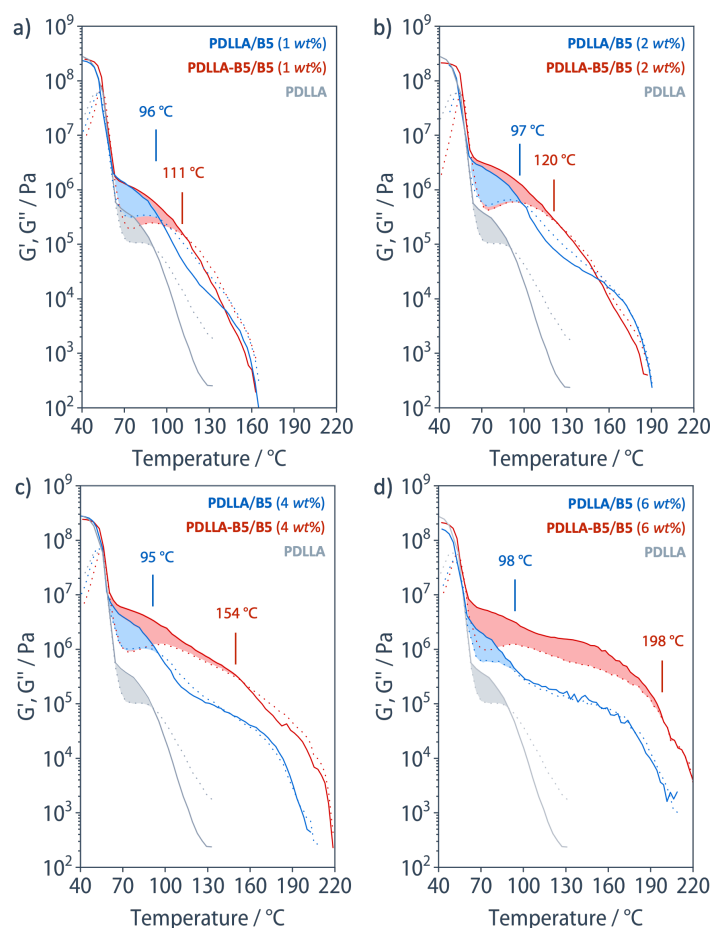 a)
PDLLA/B5 (1 wt%)
PDLLA-B5/B5 (1 wt%)
PDLLA
96 °C
111 °C
G', G'' / Pa
10⁹
10⁸
10⁷
10⁶
10⁵
10⁴
10³
10²
40 70 100 130 160 190 220
Temperature / °C
b)
PDLLA/B5 (2 wt%)
PDLLA-B5/B5 (2 wt%)
PDLLA
97 °C
120 °C
G', G'' / Pa
10⁹
10⁸
10⁷
10⁶
10⁵
10⁴
10³
10²
40 70 100 130 160 190 220
Temperature / °C
c)
PDLLA/B5 (4 wt%)
PDLLA-B5/B5 (4 wt%)
PDLLA
95 °C
154 °C
G', G'' / Pa
10⁹
10⁸
10⁷
10⁶
10⁵
10⁴
10³
10²
40 70 100 130 160 190 220
Temperature / °C
d)
PDLLA/B5 (6 wt%)
PDLLA-B5/B5 (6 wt%)
PDLLA
98 °C
198 °C
G', G'' / Pa
10⁹
10⁸
10⁷
10⁶
10⁵
10⁴
10³
10²
40 70 100 130 160 190 220
Temperature / °C